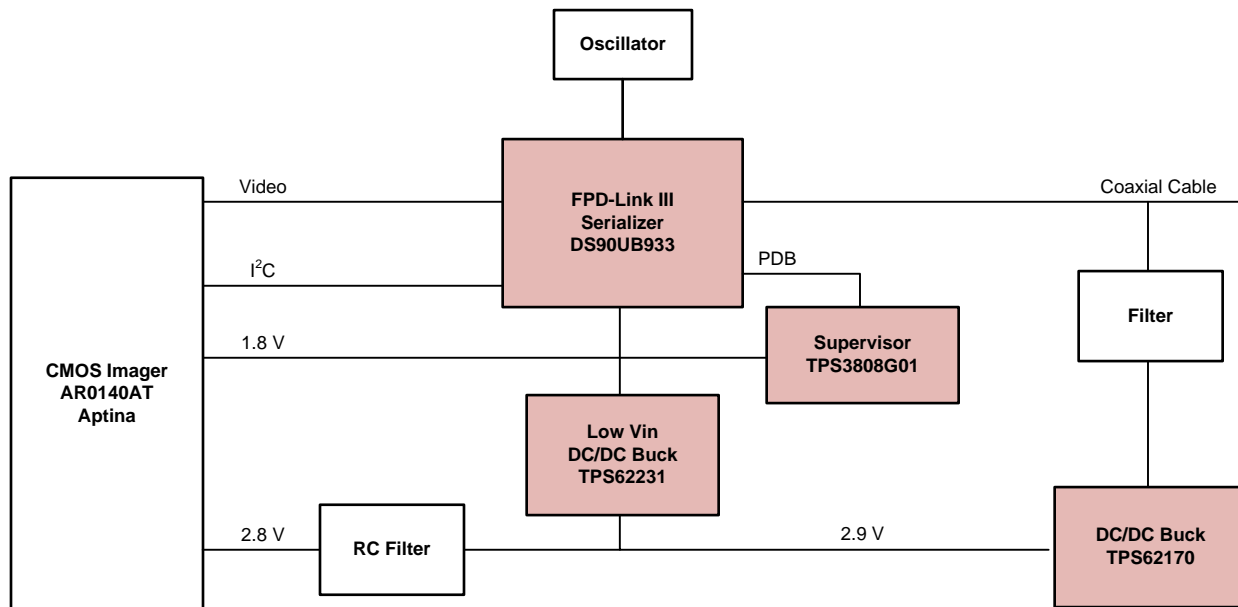 Oscillator
Video
FPD-Link III
Serializer
DS90UB933
Coaxial Cable
I²C
PDB
Filter
1.8 V
Supervisor
TPS3808G01
CMOS Imager
AR0140AT
Aptina
Low Vin
DC/DC Buck
TPS62231
2.8 V
RC Filter
2.9 V
DC/DC Buck
TPS62170